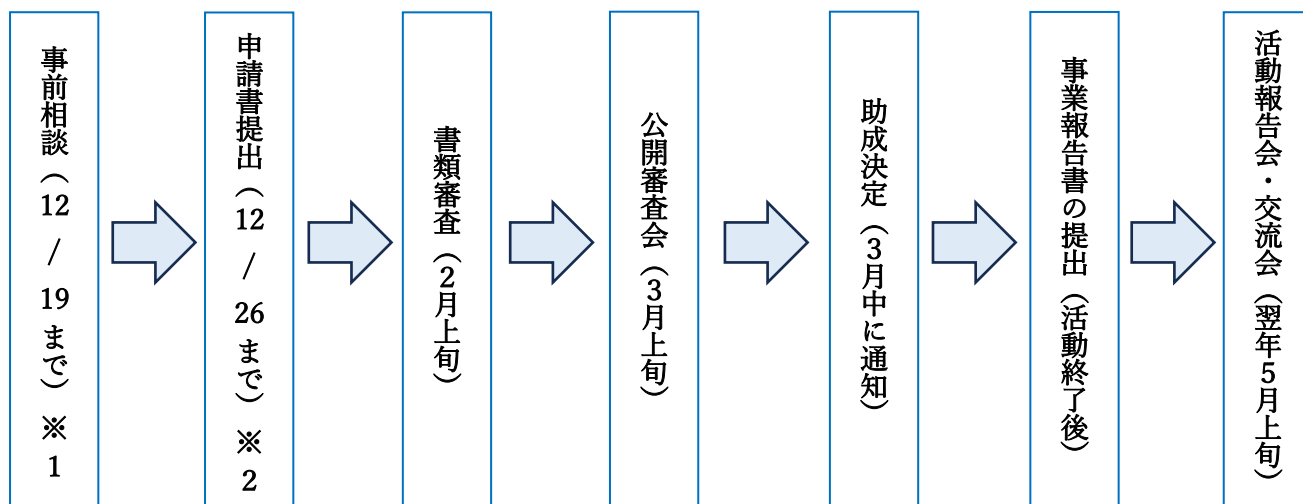 事前相談（12/19まで）※1
申請書提出（12/26まで）※2
書類審査（2月上旬）
公開審査会（3月上旬）
助成決定（3月中に通知）
事業報告書の提出（活動終了後）
活動報告会・交流会（翌年5月上旬）